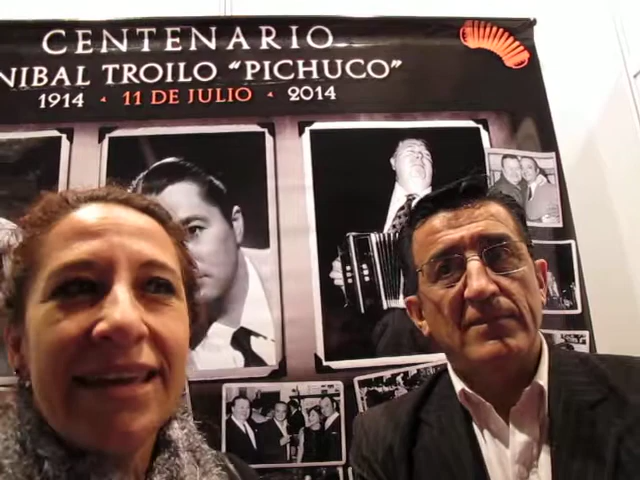 CENTENARIO
NIBAL TROILO "PICHUCO"
1914 • 11 DE JULIO • 2014